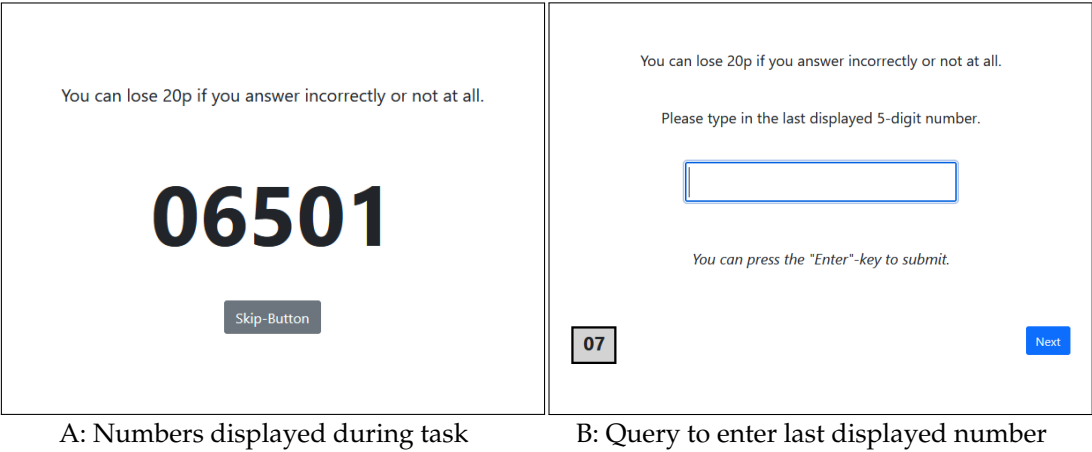 You can lose 20p if you answer incorrectly or not at all.
06501
Skip-Button
A: Numbers displayed during task
You can lose 20p if you answer incorrectly or not at all.
Please type in the last displayed 5-digit number.
You can press the "Enter"-key to submit.
07
Next
B: Query to enter last displayed number